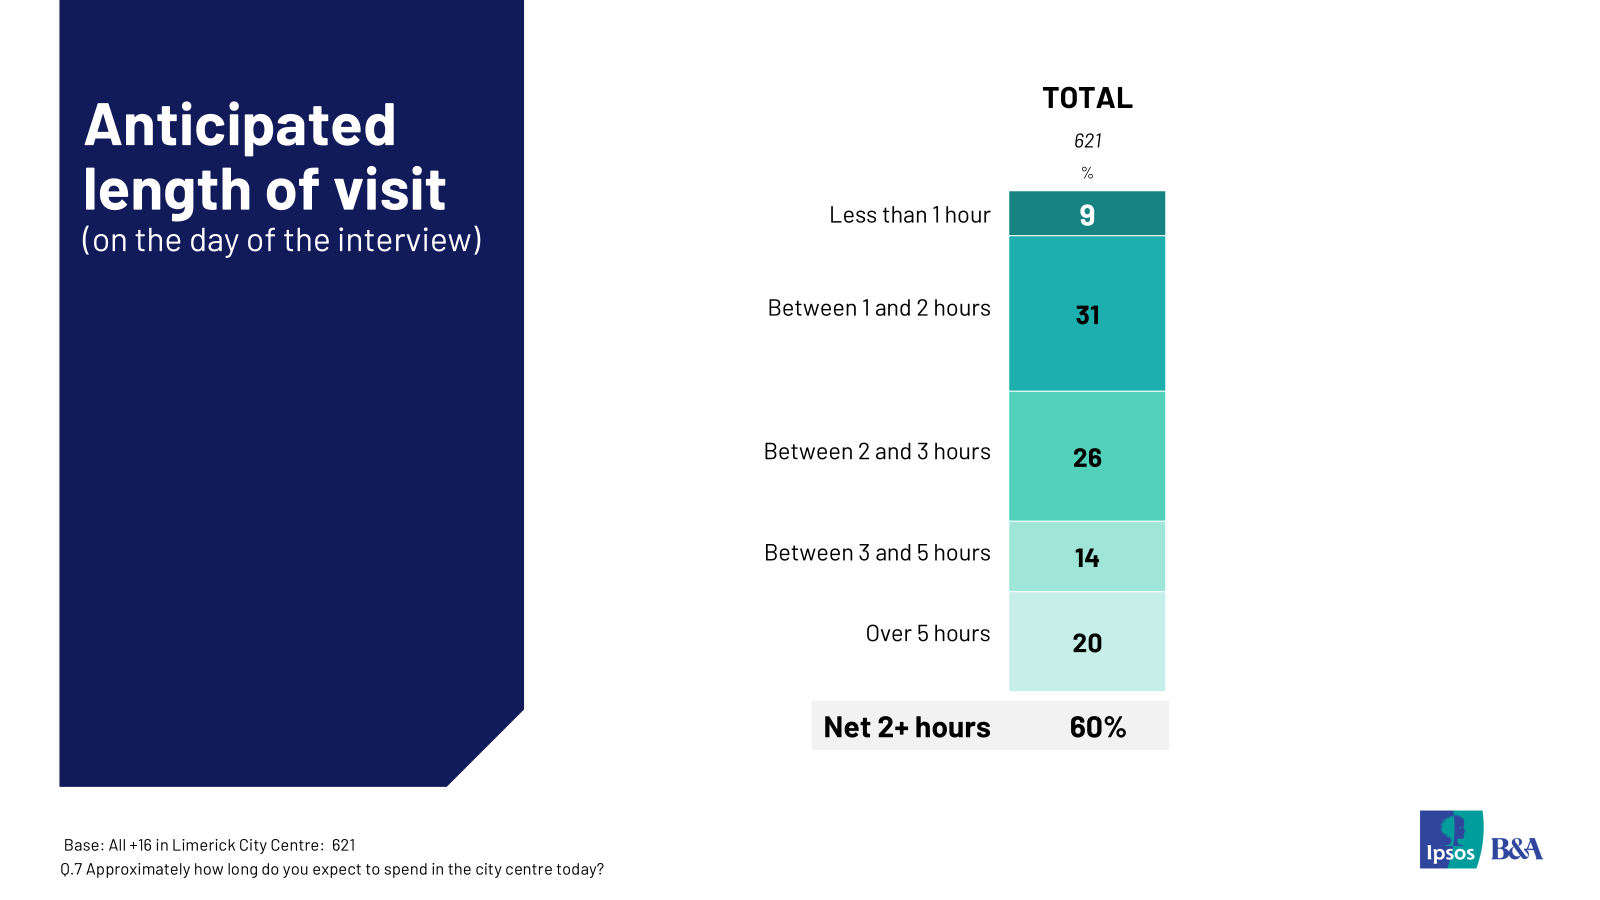 Anticipated
length of visit
(on the day of the interview)
TOTAL
621
%
Less than 1 hour 9
Between 1 and 2 hours 31
Between 2 and 3 hours 26
Between 3 and 5 hours 14
Over 5 hours 20
Net 2+ hours 60%
Base: All +16 in Limerick City Centre: 621
Q.7 Approximately how long do you expect to spend in the city centre today?
Ipsos B&A